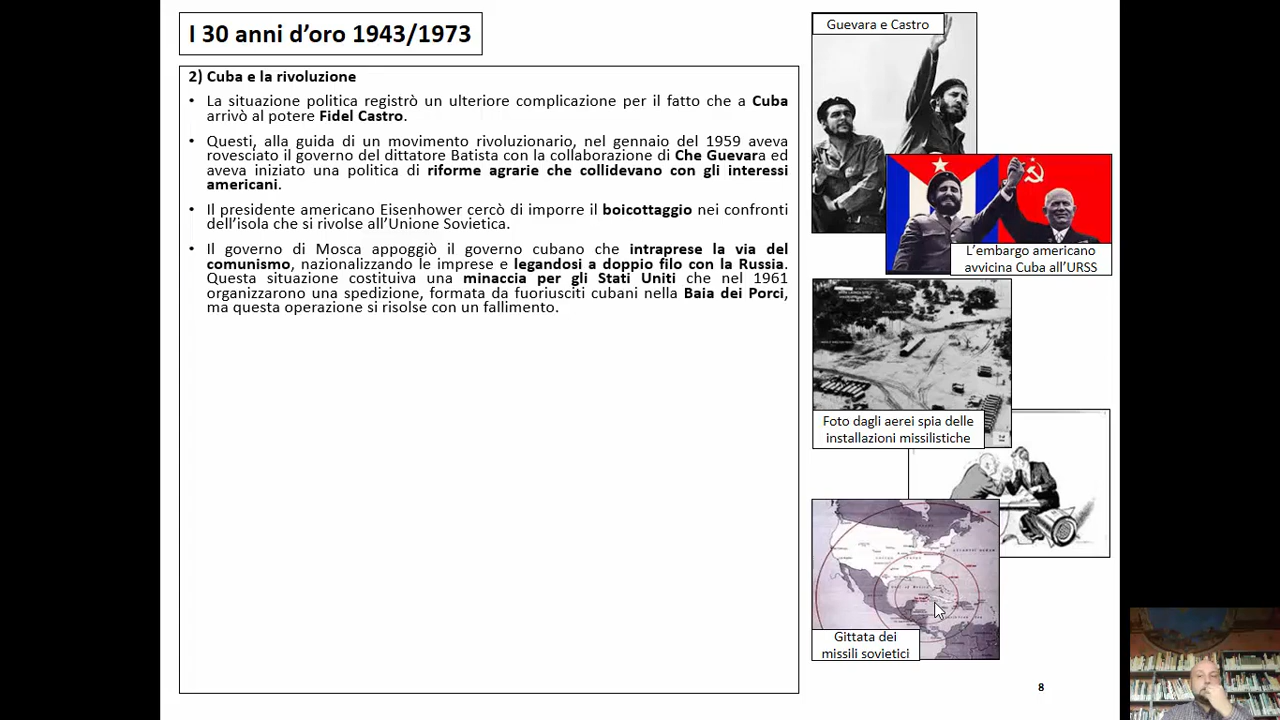 I 30 anni d’oro 1943/1973
2) Cuba e la rivoluzione
• La situazione politica registrò un ulteriore complicazione per il fatto che a Cuba
arrivò al potere Fidel Castro.
• Questi, alla guida di un movimento rivoluzionario, nel gennaio del 1959 aveva
rovesciato il governo del dittatore Batista con la collaborazione di Che Guevara ed
aveva iniziato una politica di riforme agrarie che collidevano con gli interessi
americani.
• Il presidente americano Eisenhower cercò di imporre il boicottaggio nei confronti
dell’isola che si rivolse all’Unione Sovietica.
• Il governo di Mosca appoggiò il governo cubano che intraprese la via del
comunismo, nazionalizzando le imprese e legandosi a doppio filo con la Russia.
Questa situazione costituiva una minaccia per gli Stati Uniti che nel 1961
organizzarono una spedizione, formata da fuoriusciti cubani nella Baia dei Porci,
ma questa operazione si risolse con un fallimento.
Guevara e Castro
L’embargo americano
avvicina Cuba all’URSS
Foto dagli aerei spia delle
installazioni missilistiche
Gittata dei
missili sovietici
8